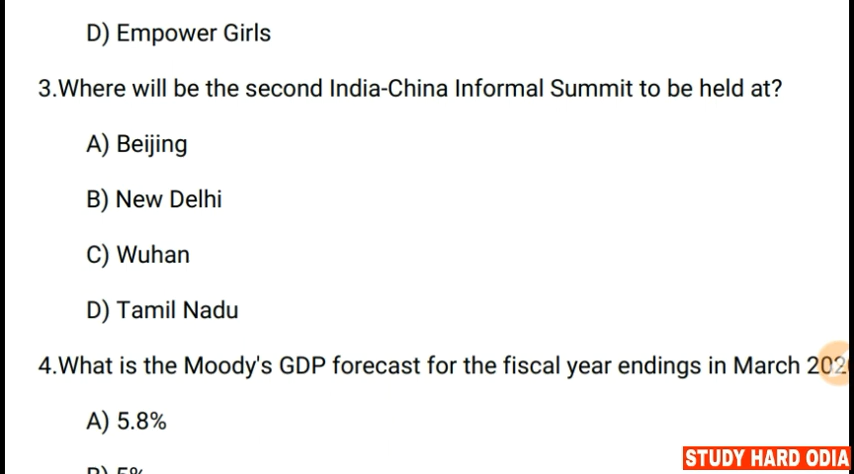 D) Empower Girls
3.Where will be the second India-China Informal Summit to be held at?
A) Beijing
B) New Delhi
C) Wuhan
D) Tamil Nadu
4.What is the Moody's GDP forecast for the fiscal year endings in March 202
A) 5.8%
STUDY HARD ODIA